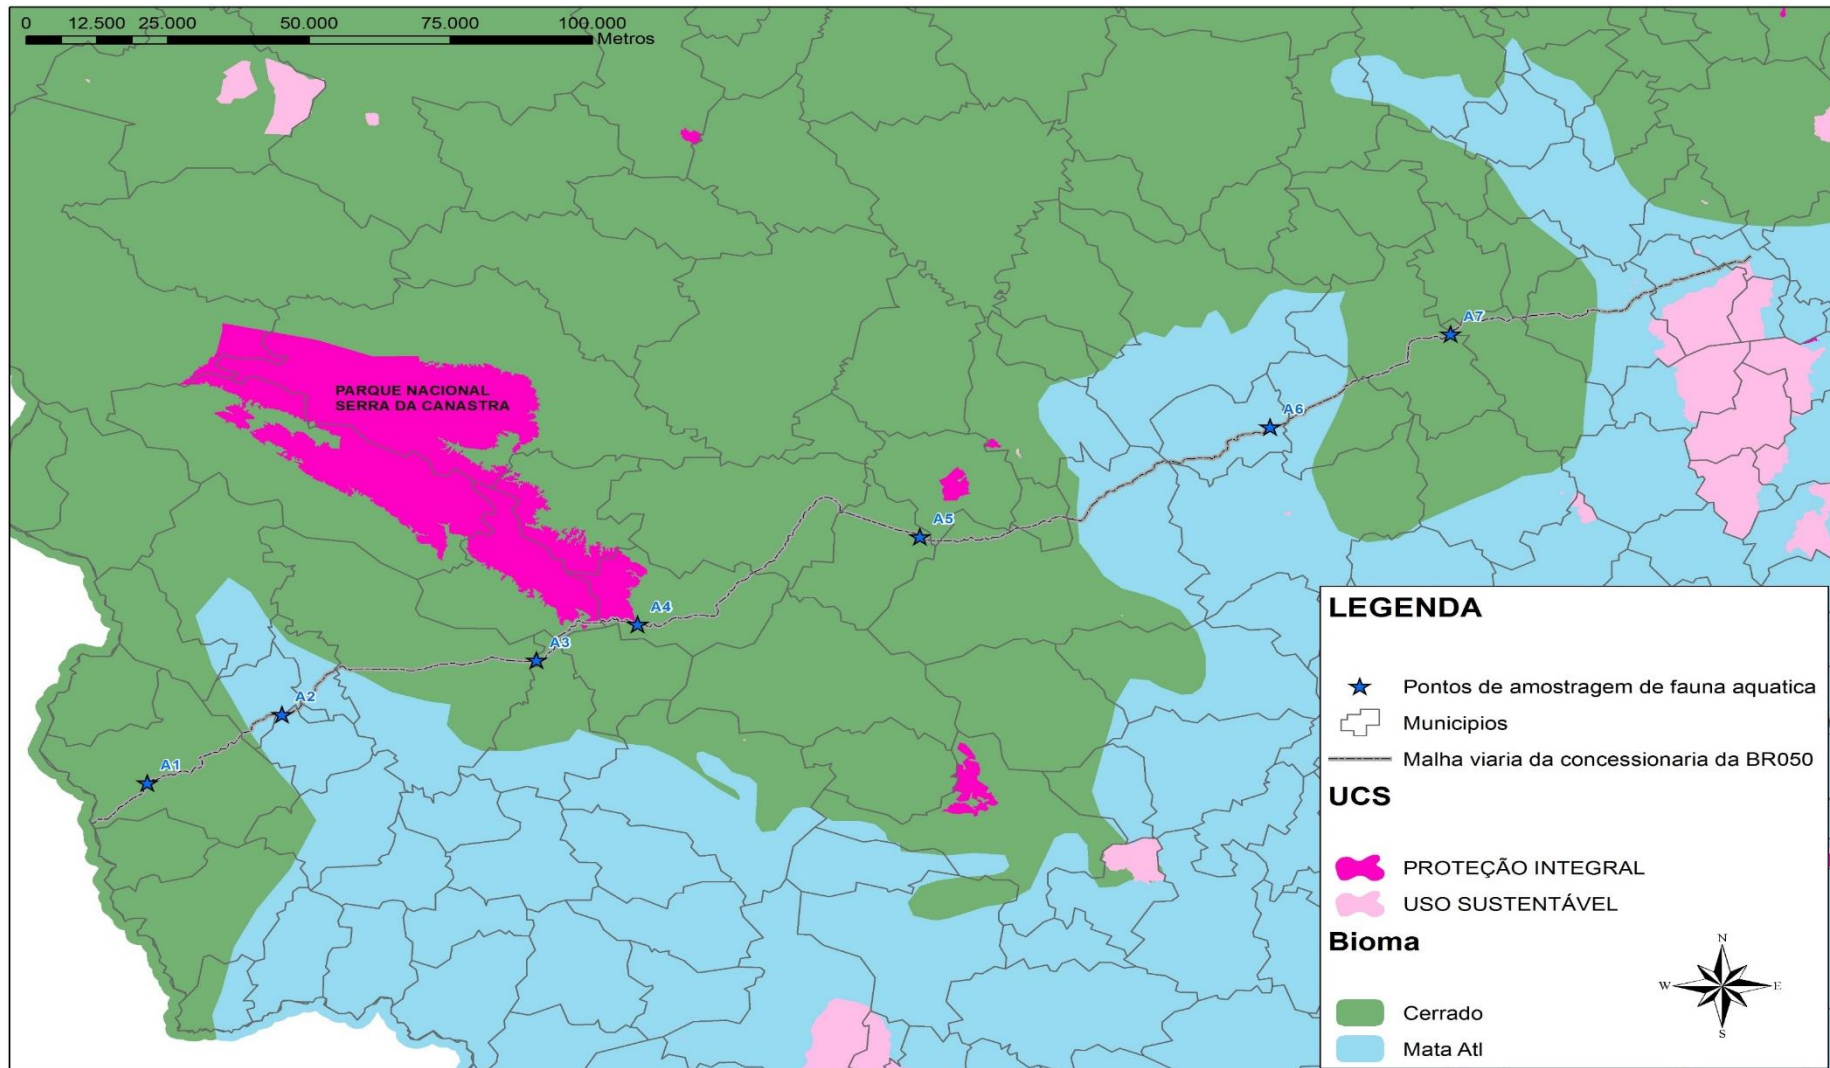 0 12.500 25.000 50.000 75.000 100.000
Metros
PARQUE NACIONAL
SERRA DA CANASTRA
A7
A6
A5
A4
A3
A2
A1
LEGENDA
Pontos de amostragem de fauna aquatica
Municipios
Malha viaria da concessionaria da BR050
UCS
PROTEÇÃO INTEGRAL
USO SUSTENTÁVEL
Bioma
Cerrado
Mata Atl
N
W E
S